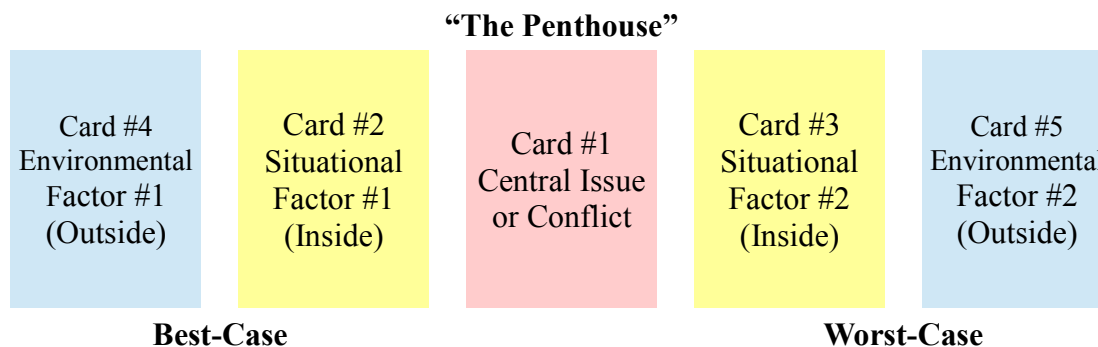 “The Penthouse”
Card #4
Environmental
Factor #1
(Outside)
Card #2
Situational
Factor #1
(Inside)
Card #1
Central Issue
or Conflict
Card #3
Situational
Factor #2
(Inside)
Card #5
Environmental
Factor #2
(Outside)
Best-Case
Worst-Case